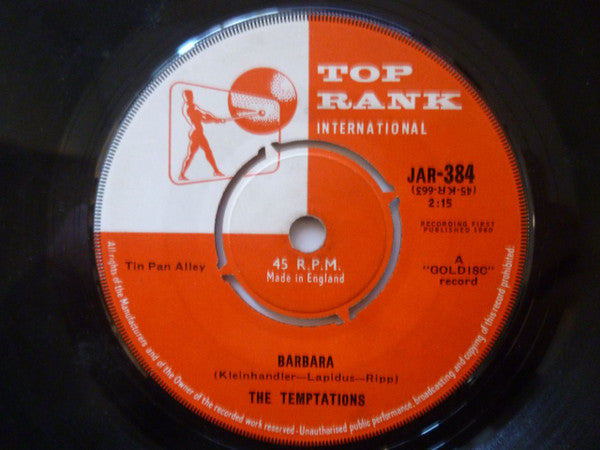 TOP
RANK
INTERNATIONAL
JAR-384
(45-R.K-663)
2:15
RECORDING FIRST
PUBLISHED 1960
Tin Pan Alley
A
"GOLDISC"
record
45 R.P.M.
Made in England
BARBARA
(Kleinhandler—Lapidus—Ripp)
THE TEMPTATIONS
All rights of the Manufacturers and of the Owner of the recorded work reserved - Unauthorised public performance, broadcasting and copying of this record prohibited.